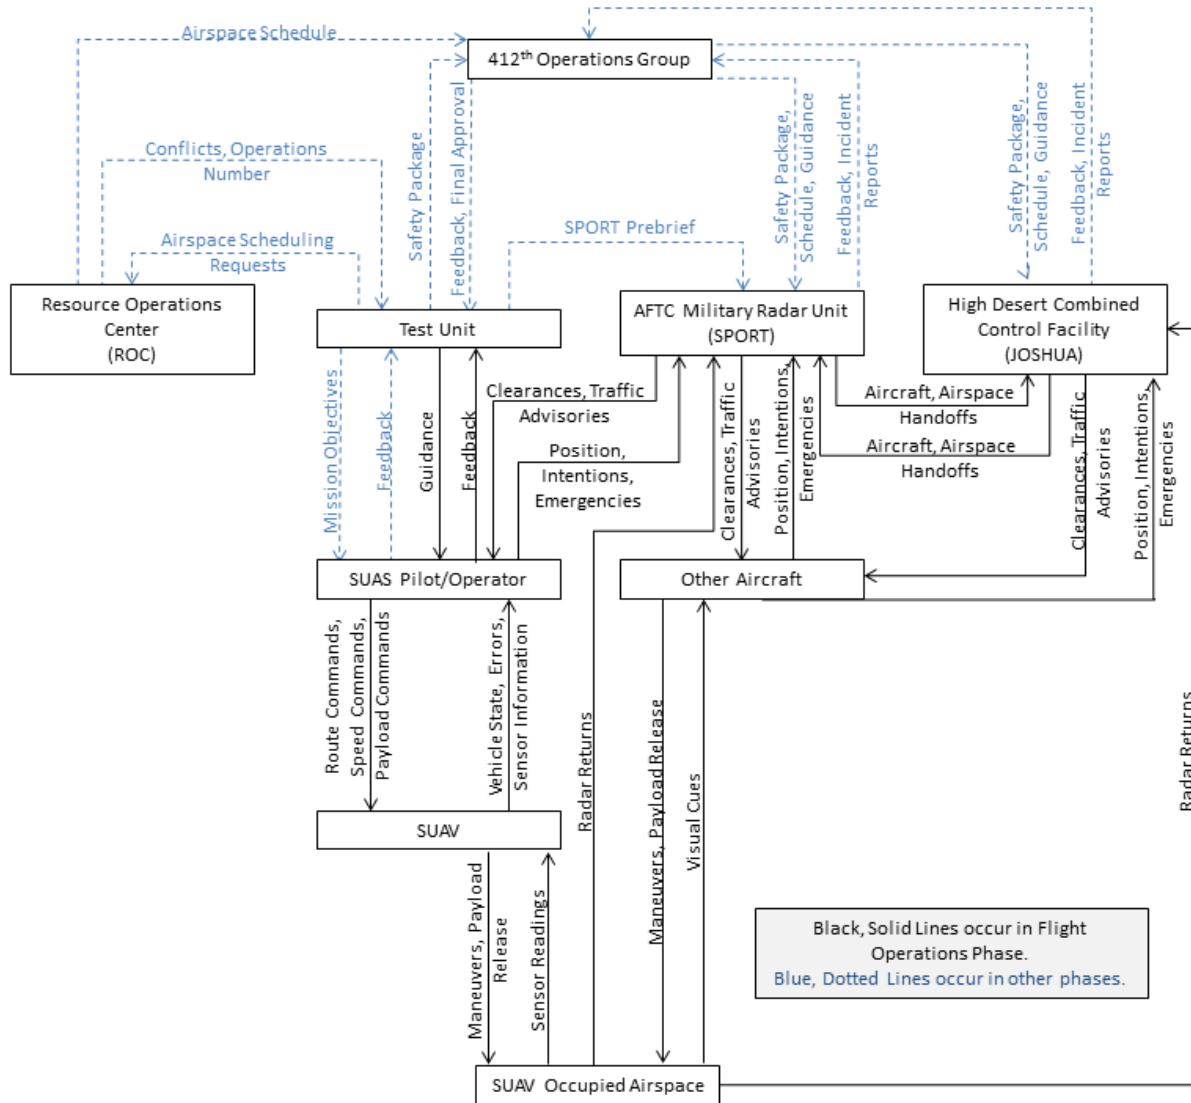 Airspace Schedule
412th Operations Group
Conflicts, Operations
Number
Safety Package
Feedback, Final Approval
Safety Package,
Schedule, Guidance
Feedback, Incident
Reports
Safety Package,
Schedule, Guidance
Feedback, Incident
Reports
Airspace Scheduling
Requests
SPORT Prebrief
Resource Operations
Center
(ROC)
Test Unit
AFTC Military Radar Unit
(SPORT)
High Desert Combined
Control Facility
(JOSHUA)
Mission Objectives
Feedback
Guidance
Feedback
Clearances, Traffic
Advisories
Position,
Intentions,
Emergencies
Clearances, Traffic
Advisories
Position, Intentions,
Emergencies
Aircraft, Airspace
Handoffs
Aircraft, Airspace
Handoffs
Clearances, Traffic
Advisories
Position, Intentions,
Emergencies
SUAS Pilot/Operator
Other Aircraft
Route Commands,
Speed Commands,
Payload Commands
Vehicle State, Errors,
Sensor Information
Radar Returns
Maneuvers, Payload Release
Visual Cues
Radar Returns
SUAV
Maneuvers, Payload
Release
Sensor Readings
Black, Solid Lines occur in Flight
Operations Phase.
Blue, Dotted Lines occur in other phases.
SUAV Occupied Airspace